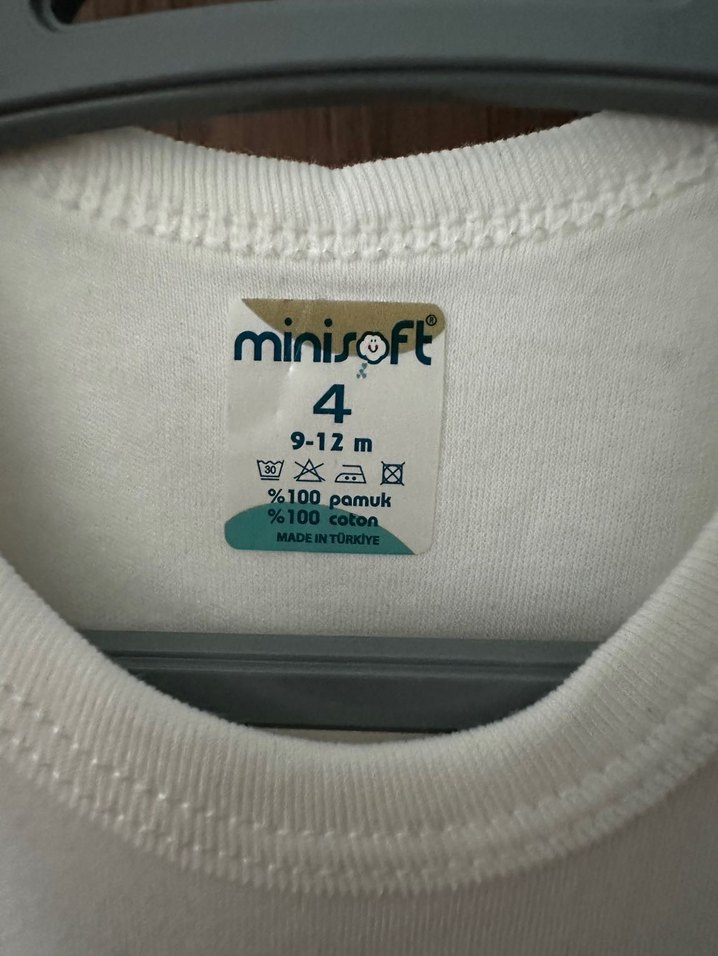 minisoft®
4
9-12 m
30
%100 pamuk
%100 coton
MADE IN TÜRKİYE